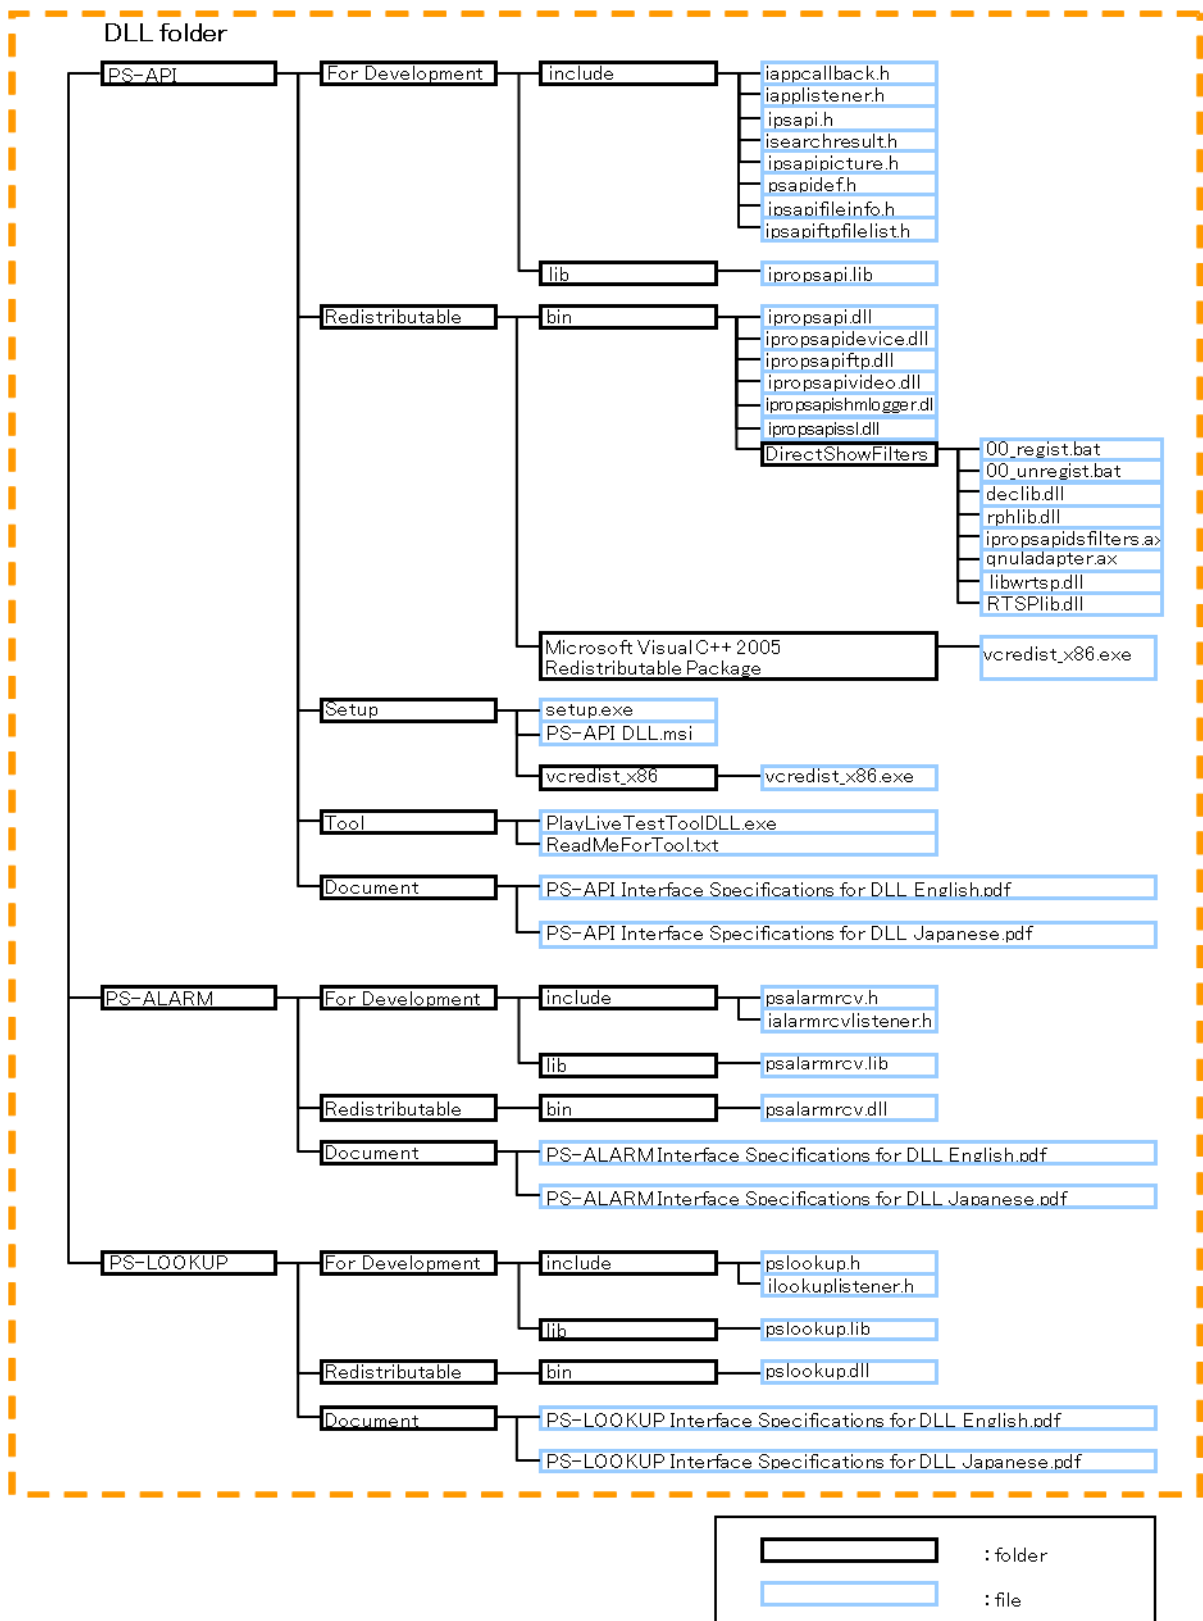 DLL folder
PS-API
For Development
include
iappcallback.h
iapplistener.h
ipsapi.h
isearchresult.h
ipsapipicture.h
psapidef.h
ipsapifileinfo.h
ipsapiftpfilelist.h
lib
ipropsapi.lib
Redistributable
bin
ipropsapi.dll
ipropsapidevice.dll
ipropsapiftp.dll
ipropsapivideo.dll
ipropsapishmlogger.dl
ipropsapissl.dll
DirectShowFilters
00_regist.bat
00_unregist.bat
declib.dll
rphlib.dll
ipropsapidsfilters.ax
qnuladapter.ax
libwrtsp.dll
RTSPlib.dll
Microsoft Visual C++ 2005
Redistributable Package
vcredist_x86.exe
Setup
setup.exe
PS-API DLL.msi
vcredist_x86
vcredist_x86.exe
Tool
PlayLiveTestToolDLL.exe
ReadMeForTool.txt
Document
PS-API Interface Specifications for DLL English.pdf
PS-API Interface Specifications for DLL Japanese.pdf
PS-ALARM
For Development
include
psalarmrcv.h
ialarmrcvlistener.h
lib
psalarmrcv.lib
Redistributable
bin
psalarmrcv.dll
Document
PS-ALARM Interface Specifications for DLL English.pdf
PS-ALARM Interface Specifications for DLL Japanese.pdf
PS-LOOKUP
For Development
include
pslookup.h
ilookuplistener.h
lib
pslookup.lib
Redistributable
bin
pslookup.dll
Document
PS-LOOKUP Interface Specifications for DLL English.pdf
PS-LOOKUP Interface Specifications for DLL Japanese.pdf
: folder
: file